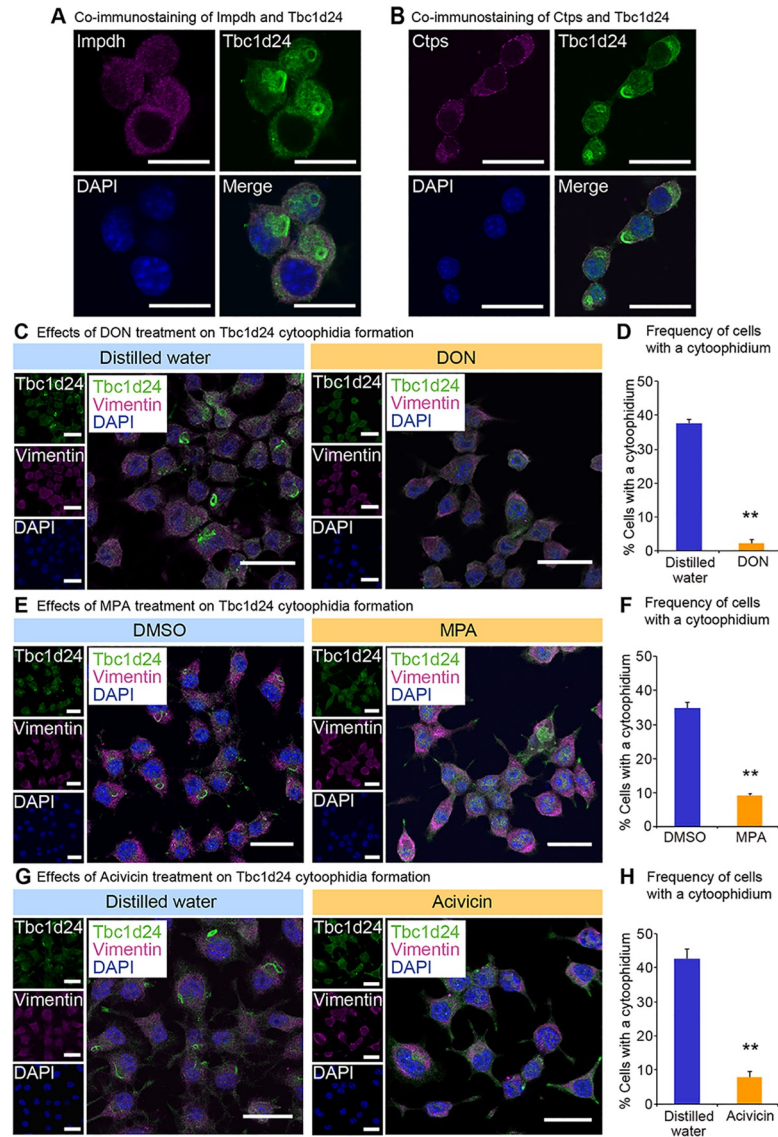 A Co-immunostaining of Impdh and Tbc1d24
Impdh
Tbc1d24
DAPI
Merge
B Co-immunostaining of Ctps and Tbc1d24
Ctps
Tbc1d24
DAPI
Merge
C Effects of DON treatment on Tbc1d24 cytoophidia formation
Distilled water
Tbc1d24
Vimentin
DAPI
Tbc1d24
Vimentin
DAPI
DON
Tbc1d24
Vimentin
DAPI
Tbc1d24
Vimentin
DAPI
D Frequency of cells
with a cytoophidium
% Cells with a cytoophidium
50
40
30
20
10
0
**
Distilled
water
DON
E Effects of MPA treatment on Tbc1d24 cytoophidia formation
DMSO
Tbc1d24
Vimentin
DAPI
Tbc1d24
Vimentin
DAPI
MPA
Tbc1d24
Vimentin
DAPI
Tbc1d24
Vimentin
DAPI
F Frequency of cells
with a cytoophidium
% Cells with a cytoophidium
50
40
30
20
10
0
**
DMSO
MPA
G Effects of Acivicin treatment on Tbc1d24 cytoophidia formation
Distilled water
Tbc1d24
Vimentin
DAPI
Tbc1d24
Vimentin
DAPI
Acivicin
Tbc1d24
Vimentin
DAPI
Tbc1d24
Vimentin
DAPI
H Frequency of cells
with a cytoophidium
% Cells with a cytoophidium
50
40
30
20
10
0
**
Distilled
water
Acivicin